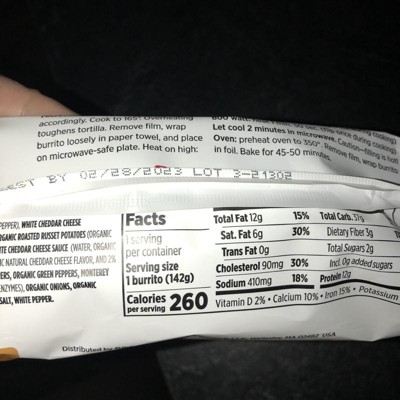 accordingly. Cook to 165°. Overheating
toughens tortilla. Remove film, wrap
burrito loosely in paper towel, and place
on microwave-safe plate. Heat on high:
Let cool 2 minutes in microwave.
Oven: preheat oven to 350°. Remove film, wrap burrito
in foil. Bake for 45-50 minutes. Caution–filling is hot!
BY 02/28/2023 LOT 3-21302
PEPPER), WHITE CHEDDAR CHEESE
ORGANIC ROASTED RUSSET POTATOES (ORGANIC
CHEDDAR CHEESE SAUCE (WATER, ORGANIC
NATURAL CHEDDAR CHEESE FLAVOR, AND 2%
ORGANIC GREEN PEPPERS, MONTEREY
ENZYMES), ORGANIC ONIONS, ORGANIC
SALT, WHITE PEPPER.
Facts
1 serving
per container
Serving size
1 burrito (142g)
Calories
per serving 260
Total Fat 12g 15%
Sat. Fat 6g 30%
Trans Fat 0g
Cholesterol 90mg 30%
Sodium 410mg 18%
Total Carb. 37g
Dietary Fiber 3g
Total Sugars 2g
Incl. 0g added sugars
Protein 12g
Vitamin D 2% • Calcium 10% • Iron 15% • Potassium
Distributed
USA